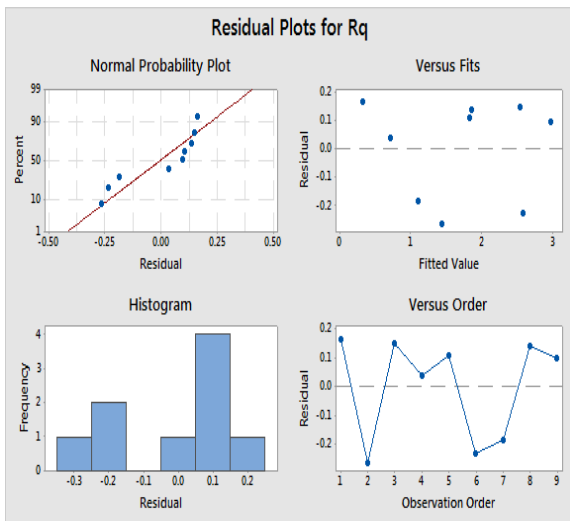 Residual Plots for Rq
Normal Probability Plot
99
90
50
10
1
Percent
-0.50 -0.25 0.00 0.25 0.50
Residual
Versus Fits
0.2
0.1
0.0
-0.1
-0.2
Residual
0 1 2 3
Fitted Value
Histogram
4
3
2
1
0
Frequency
-0.3 -0.2 -0.1 0.0 0.1 0.2
Residual
Versus Order
0.2
0.1
0.0
-0.1
-0.2
Residual
1 2 3 4 5 6 7 8 9
Observation Order